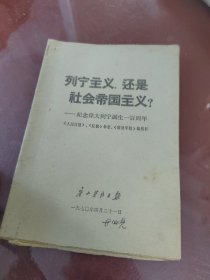 列宁主义，还是
社会帝国主义？
——纪念伟大列宁诞生一百周年
《人民日报》、《红旗》杂志、《解放军报》编辑部
一九七〇年四月二十一日